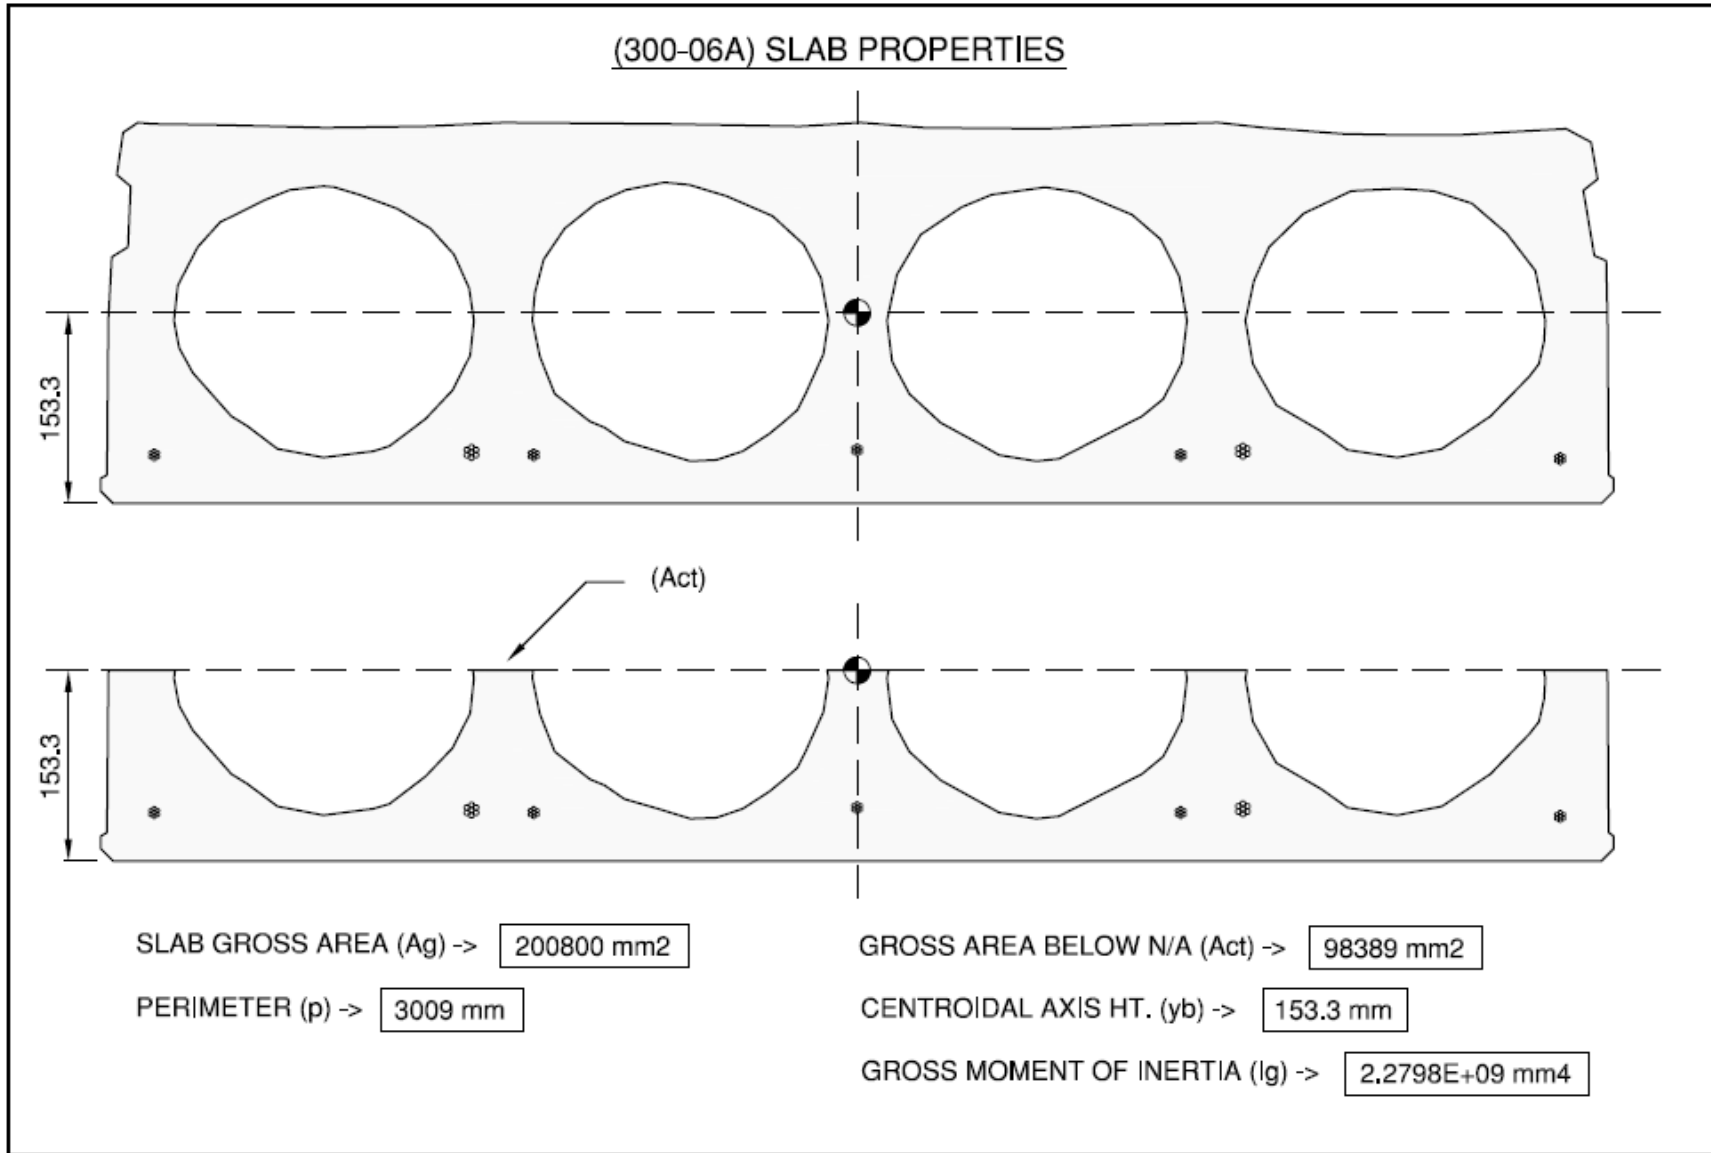 (300-06A) SLAB PROPERTIES
153.3
(Act)
153.3
SLAB GROSS AREA (Ag) -> 200800 mm2
GROSS AREA BELOW N/A (Act) -> 98389 mm2
PERIMETER (p) -> 3009 mm
CENTROIDAL AXIS HT. (yb) -> 153.3 mm
GROSS MOMENT OF INERTIA (Ig) -> 2.2798E+09 mm4